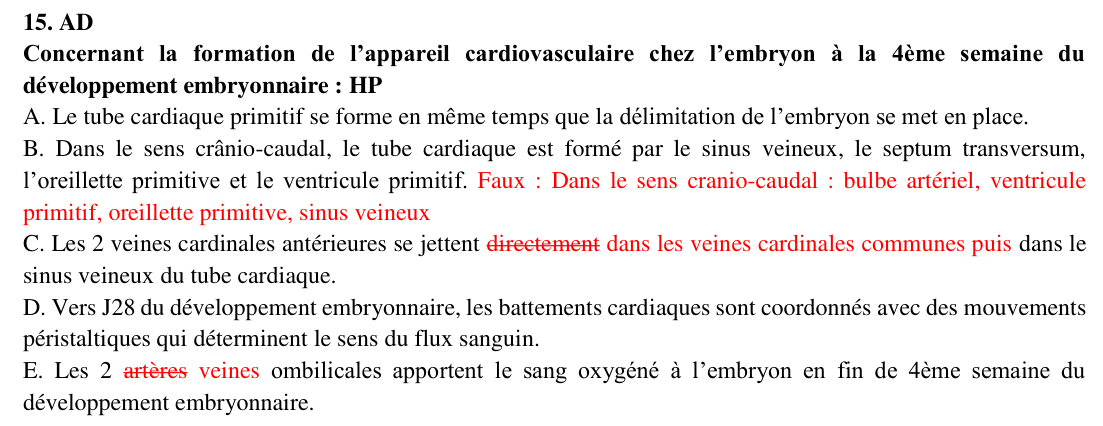 15. AD
Concernant la formation de l'appareil cardiovasculaire chez l'embryon à la 4ème semaine du
développement embryonnaire : HP
A. Le tube cardiaque primitif se forme en même temps que la délimitation de l'embryon se met en place.
B. Dans le sens crânio-caudal, le tube cardiaque est formé par le sinus veineux, le septum transversum,
l'oreillette primitive et le ventricule primitif. Faux : Dans le sens cranio-caudal : bulbe artériel, ventricule
primitif, oreillette primitive, sinus veineux
C. Les 2 veines cardinales antérieures se jettent directement dans les veines cardinales communes puis dans le
sinus veineux du tube cardiaque.
D. Vers J28 du développement embryonnaire, les battements cardiaques sont coordonnés avec des mouvements
péristaltiques qui déterminent le sens du flux sanguin.
E. Les 2 artères veines ombilicales apportent le sang oxygéné à l'embryon en fin de 4ème semaine du
développement embryonnaire.